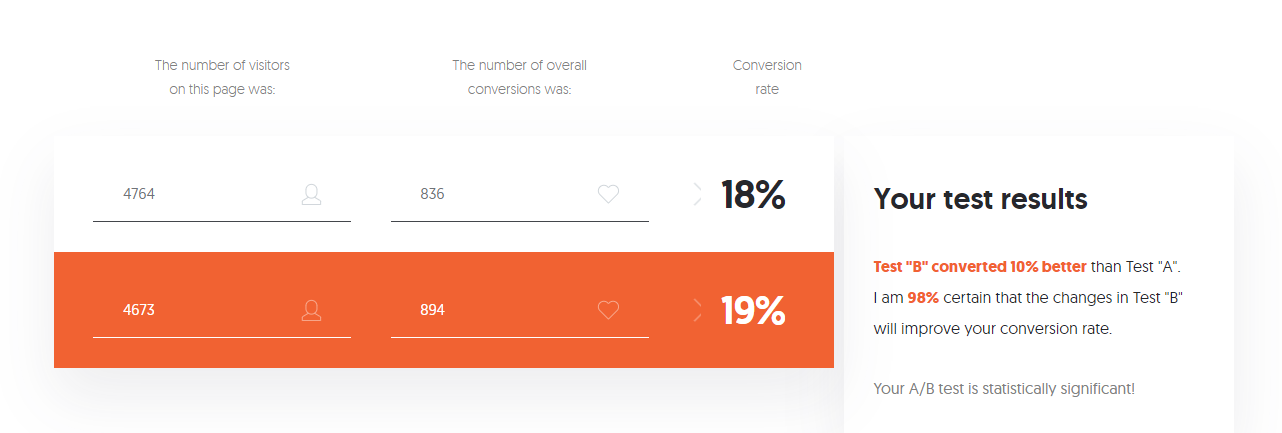 The number of visitors
on this page was:
The number of overall
conversions was:
Conversion
rate
4764
836
18%
4673
894
19%
Your test results
Test "B" converted 10% better than Test "A".
I am 98% certain that the changes in Test "B"
will improve your conversion rate.
Your A/B test is statistically significant!